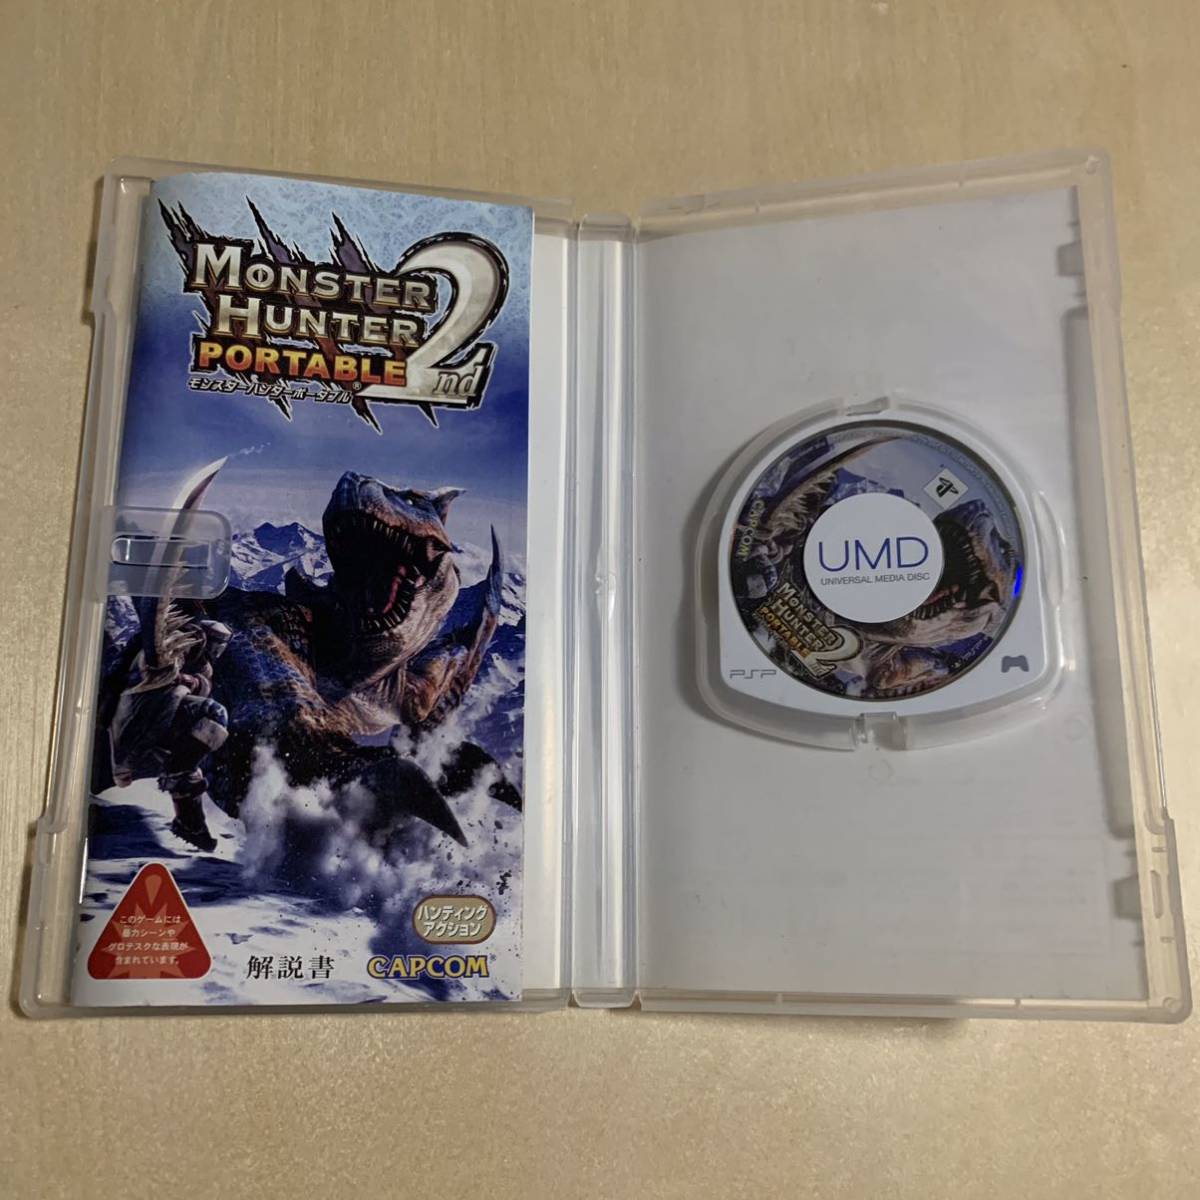 MONSTER
HUNTER
PORTABLE®
2nd
モンスターハンターポータブル
このゲームには
暴力シーンや
グロテスクな表現が
含まれています。
ハンティング
アクション
解説書
CAPCOM®
CAPCOM
UMD
UNIVERSAL MEDIA DISC
MONSTER
HUNTER
PORTABLE
2nd
PSP